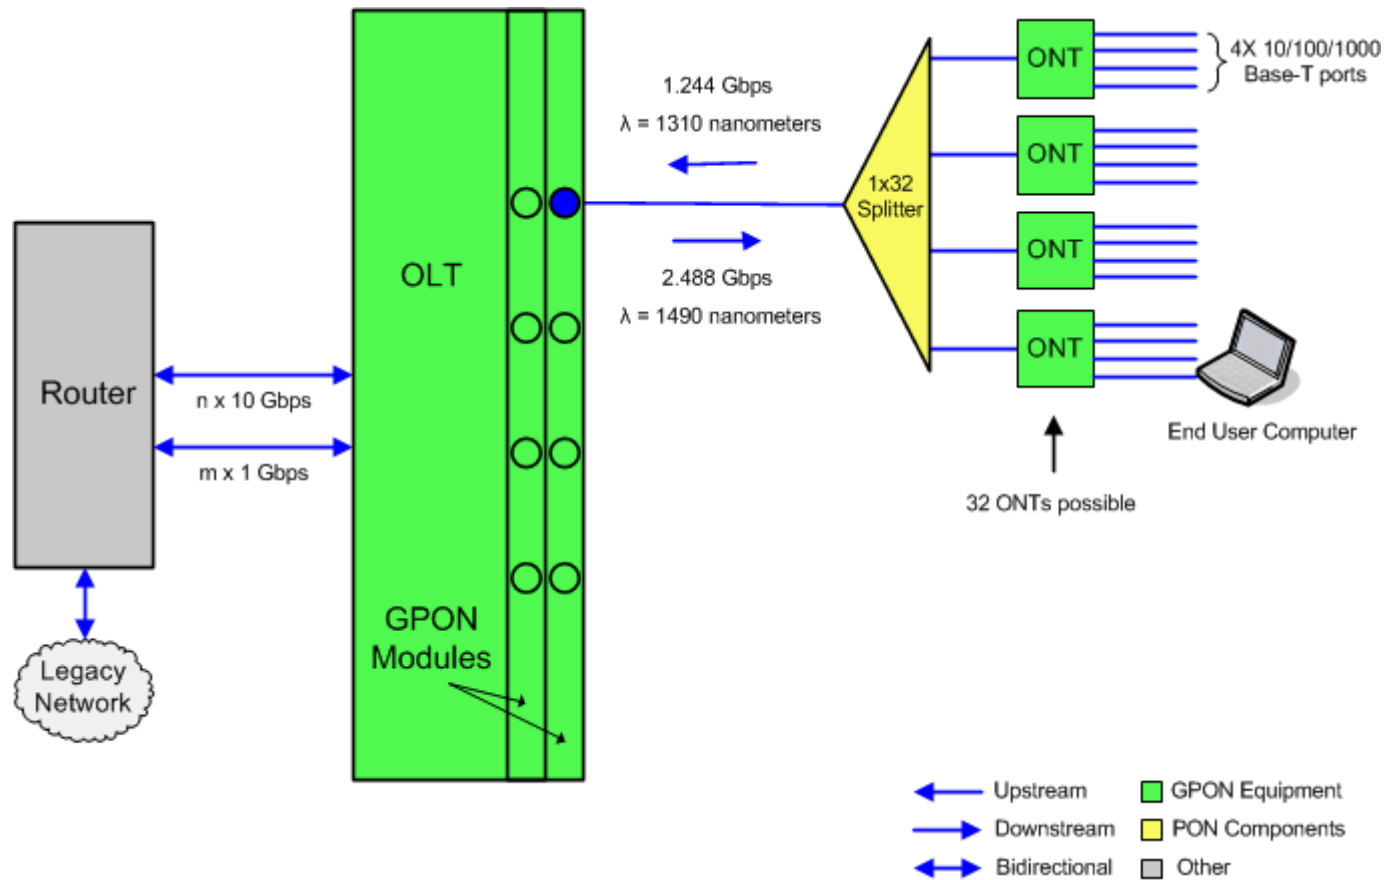 Router
Legacy
Network
n x 10 Gbps
m x 1 Gbps
OLT
GPON
Modules
1.244 Gbps
λ = 1310 nanometers
2.488 Gbps
λ = 1490 nanometers
1x32
Splitter
ONT
ONT
ONT
ONT
4X 10/100/1000
Base-T ports
End User Computer
32 ONTs possible
Upstream
Downstream
Bidirectional
GPON Equipment
PON Components
Other